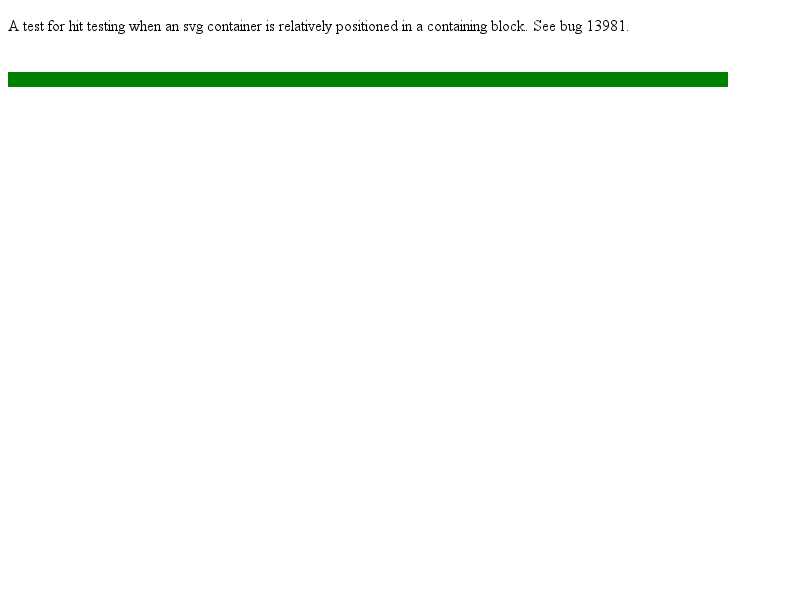 A test for hit testing when an svg container is relatively positioned in a containing block. See bug 13981.